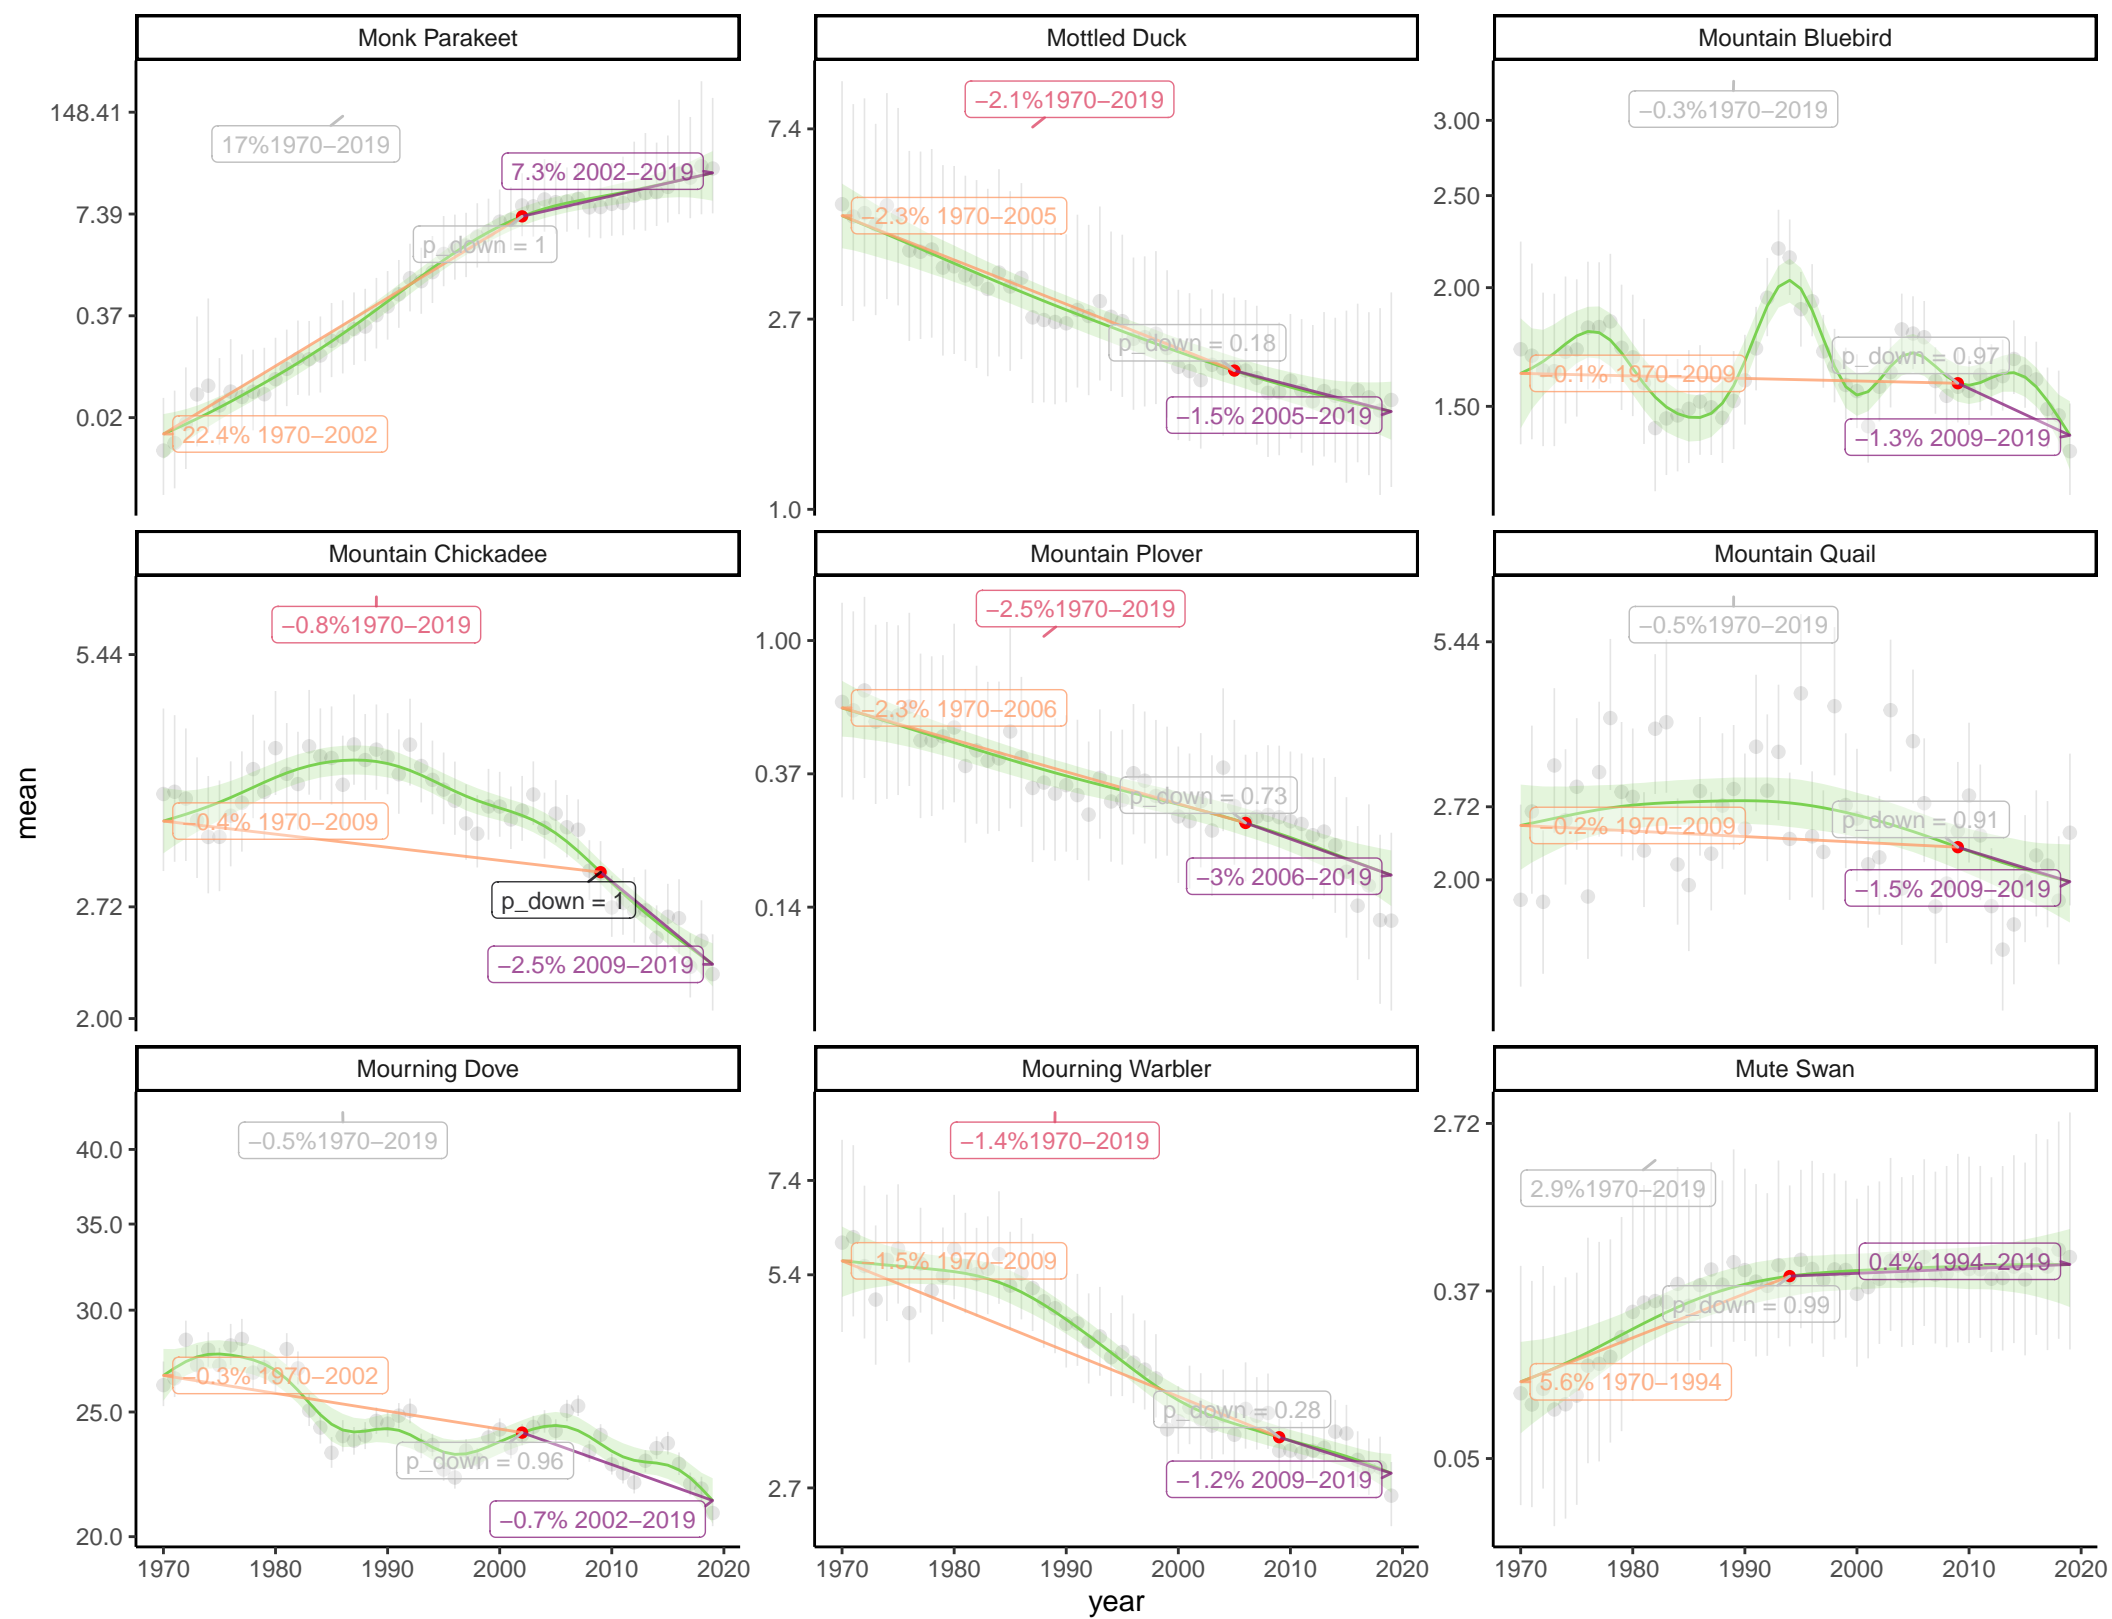 Monk Parakeet
148.41
7.39
0.37
0.02
17%1970–2019
7.3% 2002–2019
p_down = 1
22.4% 1970–2002
Mottled Duck
7.4
2.7
1.0
–2.1%1970–2019
–2.3% 1970–2005
p_down = 0.18
–1.5% 2005–2019
Mountain Bluebird
3.00
2.50
2.00
1.50
–0.3%1970–2019
–0.1% 1970–2009
p_down = 0.97
–1.3% 2009–2019
Mountain Chickadee
5.44
2.72
2.00
–0.8%1970–2019
–0.4% 1970–2009
p_down = 1
–2.5% 2009–2019
Mountain Plover
1.00
0.37
0.14
–2.5%1970–2019
–2.3% 1970–2006
p_down = 0.73
–3% 2006–2019
Mountain Quail
5.44
2.72
2.00
–0.5%1970–2019
–0.2% 1970–2009
p_down = 0.91
–1.5% 2009–2019
mean
Mourning Dove
40.0
35.0
30.0
25.0
20.0
–0.5%1970–2019
–0.3% 1970–2002
p_down = 0.96
–0.7% 2002–2019
1970 1980 1990 2000 2010 2020
Mourning Warbler
7.4
5.4
2.7
–1.4%1970–2019
–1.5% 1970–2009
p_down = 0.28
–1.2% 2009–2019
1970 1980 1990 2000 2010 2020
Mute Swan
2.72
0.37
0.05
2.9%1970–2019
0.4% 1994–2019
p_down = 0.99
5.6% 1970–1994
1970 1980 1990 2000 2010 2020
year